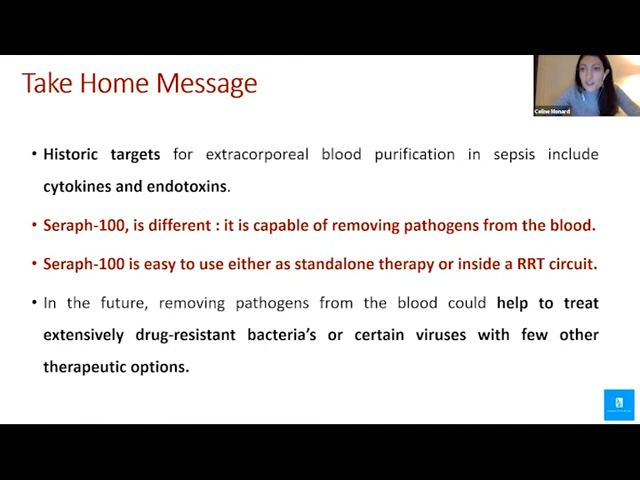 Take Home Message
Celine Monard
• Historic targets for extracorporeal blood purification in sepsis include
cytokines and endotoxins.
• Seraph-100, is different : it is capable of removing pathogens from the blood.
• Seraph-100 is easy to use either as standalone therapy or inside a RRT circuit.
• In the future, removing pathogens from the blood could help to treat
extensively drug-resistant bacteria's or certain viruses with few other
therapeutic options.